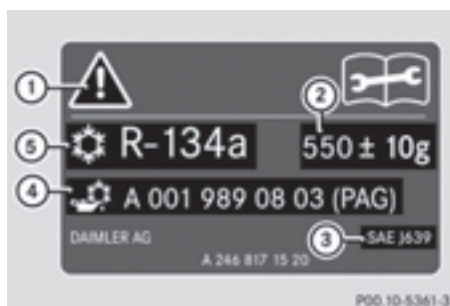 1
2
5 R-134a 550 ± 10g
4 A 001 989 08 03 (PAG)
DAIMLER AG 3 SAE J639
A 246 817 15 20
P00.10-5361-3